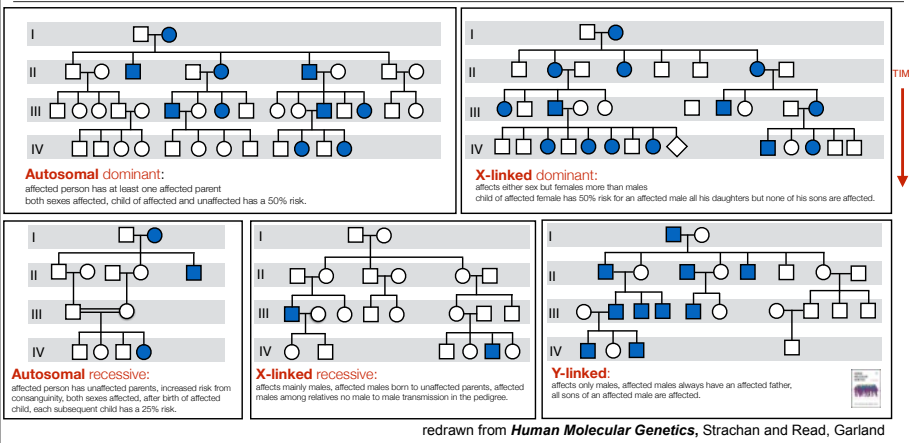 I
II
III
IV
Autosomal dominant:
affected person has at least one affected parent
both sexes affected, child of affected and unaffected has a 50% risk.
I
II
III
IV
X-linked dominant:
affects either sex but females more than males
child of affected female has 50% risk for an affected male all his daughters but none of his sons are affected.
TIM
I
II
III
IV
Autosomal recessive:
affected person has unaffected parents, increased risk from
consanguinity, both sexes affected, after birth of affected
child, each subsequent child has a 25% risk.
I
II
III
IV
X-linked recessive:
affects mainly males, affected males born to unaffected parents, affected
males among relatives no male to male transmission in the pedigree.
I
II
III
IV
Y-linked:
affects only males, affected males always have an affected father,
all sons of an affected male are affected.
redrawn from Human Molecular Genetics, Strachan and Read, Garland